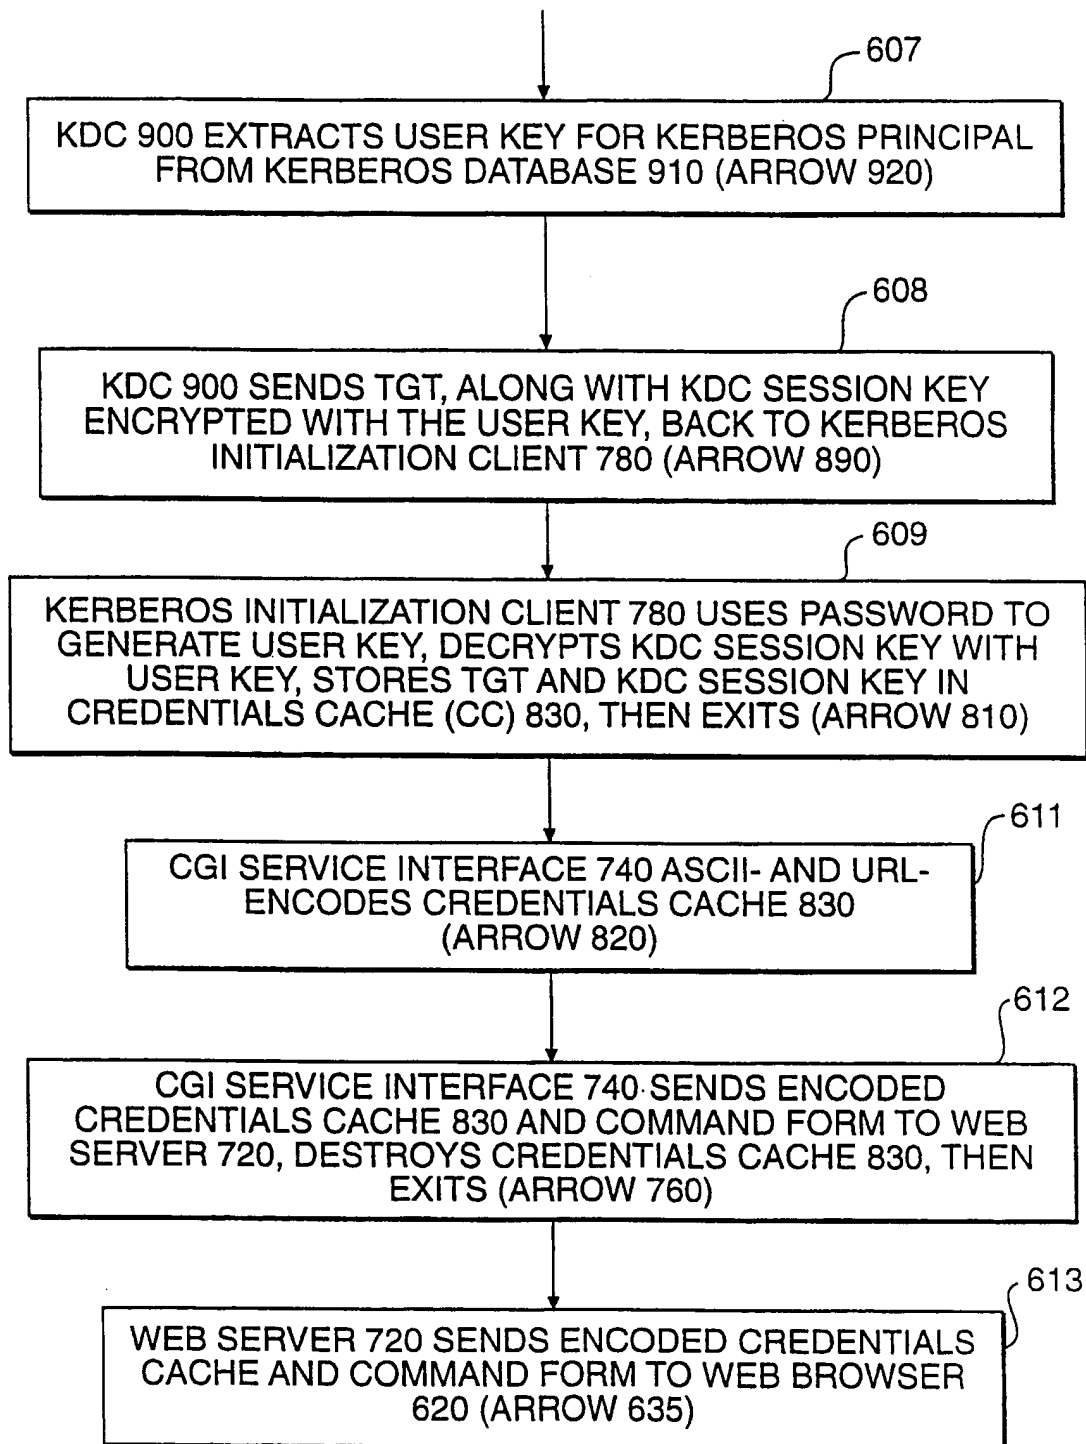 607
KDC 900 EXTRACTS USER KEY FOR KERBEROS PRINCIPAL
FROM KERBEROS DATABASE 910 (ARROW 920)
608
KDC 900 SENDS TGT, ALONG WITH KDC SESSION KEY
ENCRYPTED WITH THE USER KEY, BACK TO KERBEROS
INITIALIZATION CLIENT 780 (ARROW 890)
609
KERBEROS INITIALIZATION CLIENT 780 USES PASSWORD TO
GENERATE USER KEY, DECRYPTS KDC SESSION KEY WITH
USER KEY, STORES TGT AND KDC SESSION KEY IN
CREDENTIALS CACHE (CC) 830, THEN EXITS (ARROW 810)
611
CGI SERVICE INTERFACE 740 ASCII- AND URL-
ENCODES CREDENTIALS CACHE 830
(ARROW 820)
612
CGI SERVICE INTERFACE 740 SENDS ENCODED
CREDENTIALS CACHE 830 AND COMMAND FORM TO WEB
SERVER 720, DESTROYS CREDENTIALS CACHE 830, THEN
EXITS (ARROW 760)
613
WEB SERVER 720 SENDS ENCODED CREDENTIALS
CACHE AND COMMAND FORM TO WEB BROWSER
620 (ARROW 635)